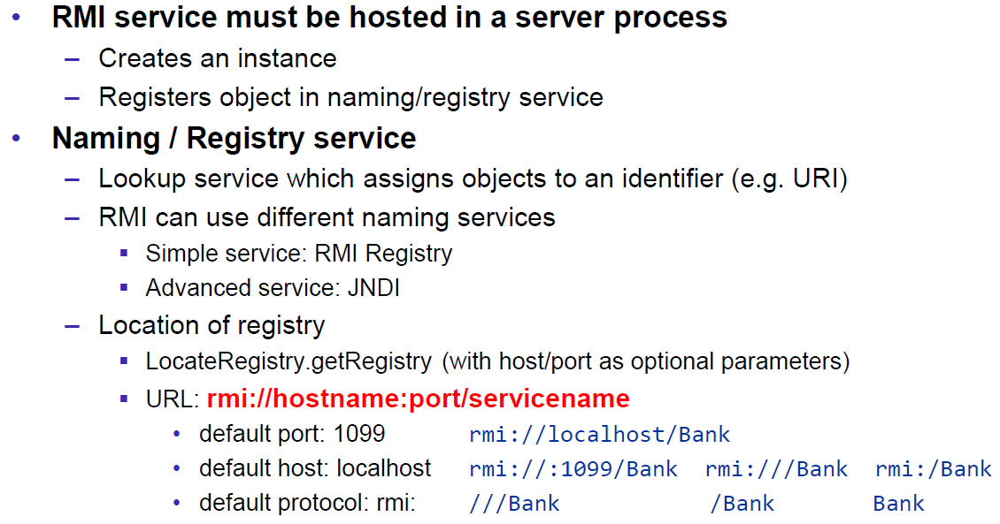 • RMI service must be hosted in a server process
– Creates an instance
– Registers object in naming/registry service
• Naming / Registry service
– Lookup service which assigns objects to an identifier (e.g. URI)
– RMI can use different naming services
▪ Simple service: RMI Registry
▪ Advanced service: JNDI
– Location of registry
▪ LocateRegistry.getRegistry (with host/port as optional parameters)
▪ URL: rmi://hostname:port/servicename
• default port: 1099 rmi://localhost/Bank
• default host: localhost rmi://:1099/Bank rmi:///Bank rmi:/Bank
• default protocol: rmi: ///Bank /Bank Bank